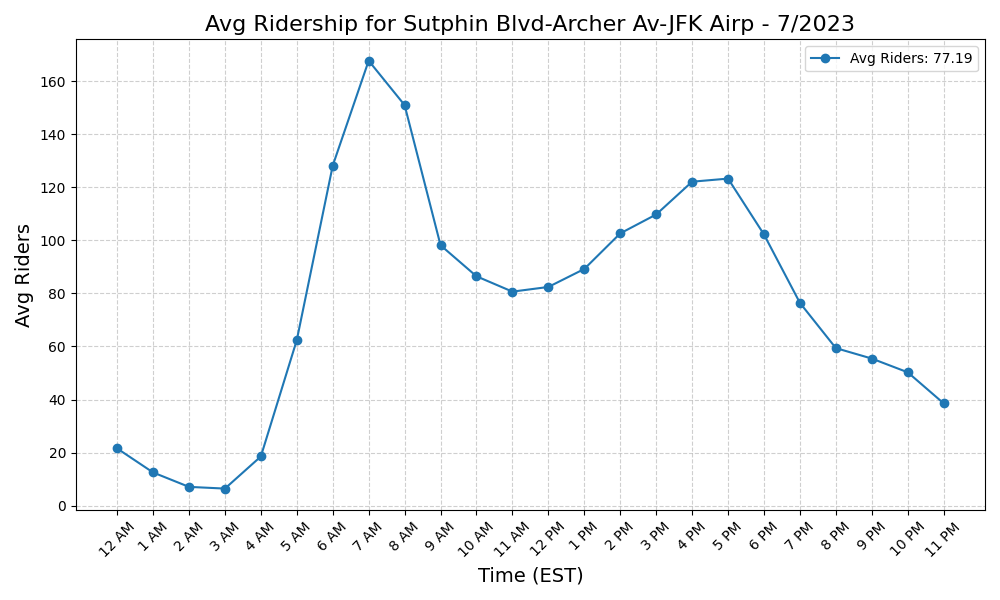 Avg Ridership for Sutphin Blvd-Archer Av-JFK Airp - 7/2023
Avg Riders: 77.19
Avg Riders
160
140
120
100
80
60
40
20
0
12 AM
1 AM
2 AM
3 AM
4 AM
5 AM
6 AM
7 AM
8 AM
9 AM
10 AM
11 AM
12 PM
1 PM
2 PM
3 PM
4 PM
5 PM
6 PM
7 PM
8 PM
9 PM
10 PM
11 PM
Time (EST)